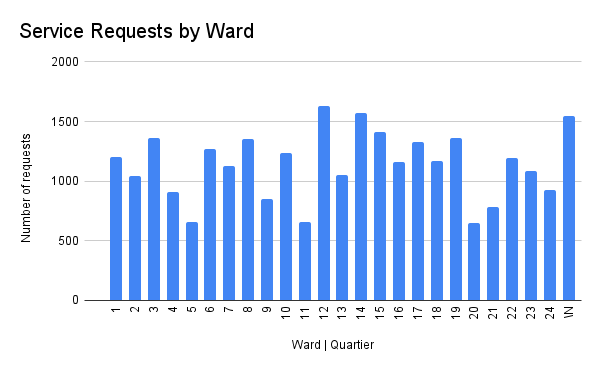 Service Requests by Ward
2000
1500
1000
500
0
Number of requests
1 2 3 4 5 6 7 8 9 10 11 12 13 14 15 16 17 18 19 20 21 22 23 24 \N
Ward | Quartier